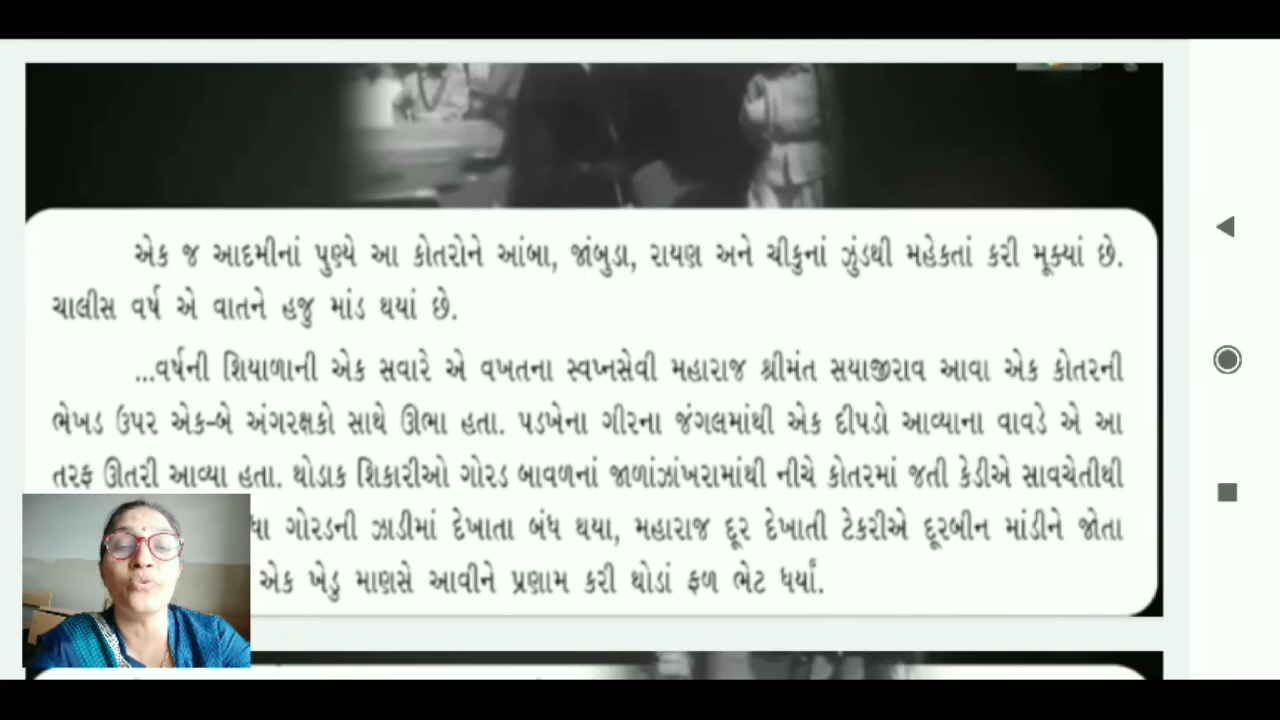 એક જ આદમીનાં પુણ્યે આ કોતરોને આંબા, જાંબુડા, રાયણ અને ચીકુનાં ઝુંડથી મહેકતાં કરી મૂક્યાં છે.
ચાલીસ વર્ષ એ વાતને હજુ માંડ થયાં છે.
...વર્ષની શિયાળાની એક સવારે એ વખતના સ્વપ્નસેવી મહારાજ શ્રીમંત સયાજીરાવ આવા એક કોતરની
ભેખડ ઉપર એક-બે અંગરક્ષકો સાથે ઊભા હતા. પડખેના ગીરના જંગલમાંથી એક દીપડો આવ્યાના વાવડે એ આ
તરફ ઊતરી આવ્યા હતા. થોડાક શિકારીઓ ગોરડ બાવળનાં જાળાંઝાંખરામાંથી નીચે કોતરમાં જતી કેડીએ સાવચેતીથી
ગોરડની ઝાડીમાં દેખાતા બંધ થયા, મહારાજ દૂર દેખાતી ટેકરીએ દૂરબીન માંડીને જોતા
એક ખેડુ માણસે આવીને પ્રણામ કરી થોડાં ફળ ભેટ ધર્યાં.